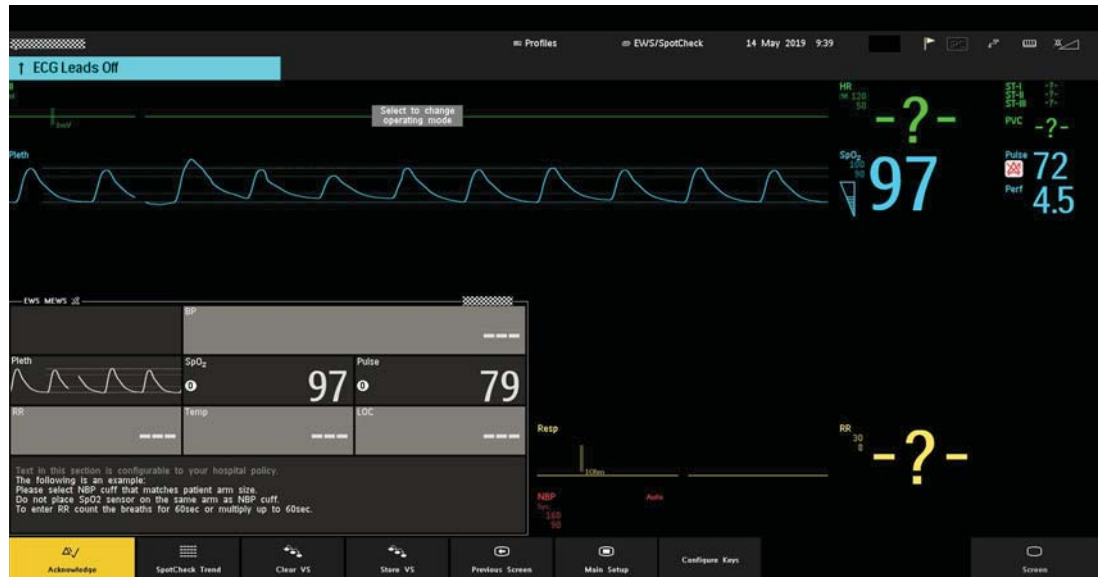 Profiles
EWS/SpotCheck
14 May 2019 9:39
↑ ECG Leads Off
II
1mV
Select to change
operating mode
HR
120
50
-?-
ST-I -?-
ST-II -?-
ST-III -?-
PVC -?-
Pleth
SpO₂
100
90
97
Pulse 72
Perf 4.5
EWS MEWS
BP
---
Pleth
SpO₂
0 97
Pulse
0 79
RR
---
Temp
---
LOC
---
Text in this section is configurable to your hospital policy.
The following is an example:
Please select NBP cuff that matches patient arm size.
Do not place SpO2 sensor on the same arm as NBP cuff.
To enter RR count the breaths for 60sec or multiply up to 60sec.
Resp
1Ohm
RR
30
8
-?-
NBP
Auto
Sys.
160
90
Acknowledge
SpotCheck Trend
Clear VS
Store VS
Previous Screen
Main Setup
Configure Keys
Screen